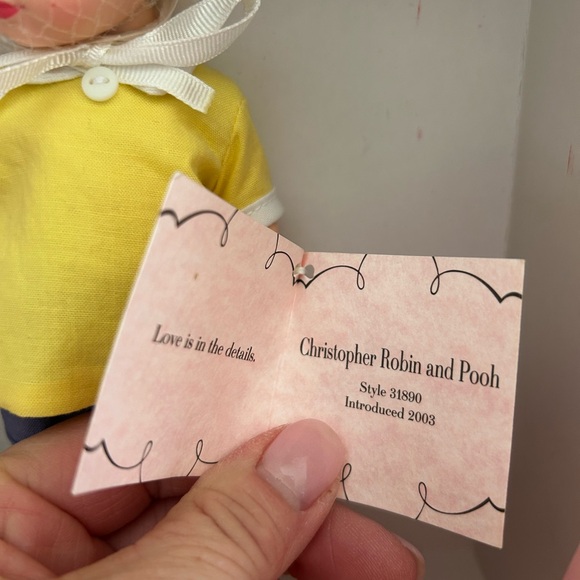 Love is in the details.
Christopher Robin and Pooh
Style 31890
Introduced 2003